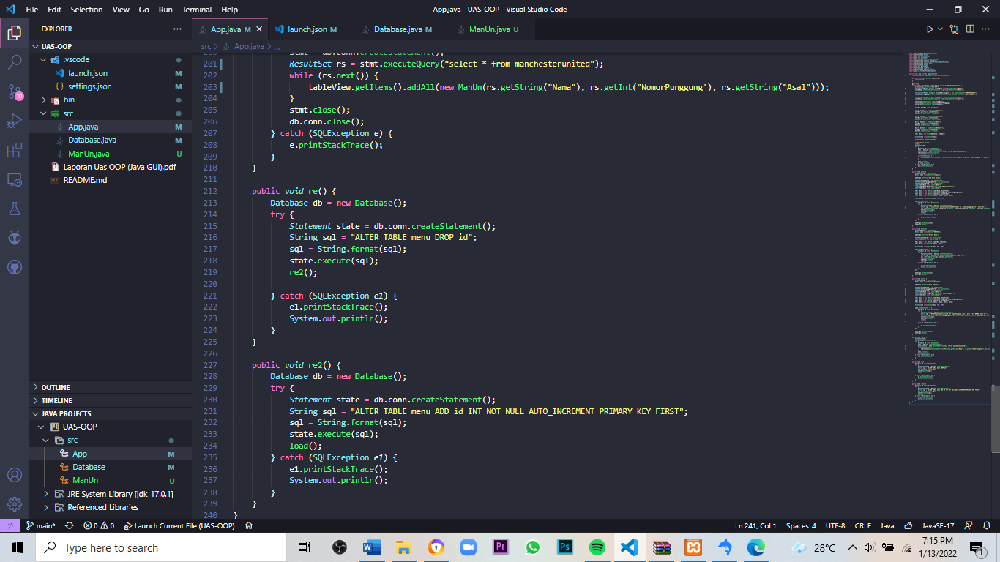 File Edit Selection View Go Run Terminal Help
App.java - UAS-OOP - Visual Studio Code
EXPLORER
UAS-OOP
.vscode
launch.json M
settings.json M
bin
src
App.java M
Database.java M
ManUn.java U
Laporan Uas OOP (Java GUI).pdf
README.md
OUTLINE
TIMELINE
JAVA PROJECTS
UAS-OOP
src
App M
Database M
ManUn U
JRE System Library [jdk-17.0.1]
Referenced Libraries
10
App.java M
launch.json M
Database.java M
ManUn.java U
src > App.java > ...
200 stmt = db.conn.createStatement();
201 ResultSet rs = stmt.executeQuery("select * from manchesterunited");
202 while (rs.next()) {
203 tableView.getItems().addAll(new ManUn(rs.getString("Nama"), rs.getInt("NomorPunggung"), rs.getString("Asal")));
204 }
205 stmt.close();
206 db.conn.close();
207 } catch (SQLException e) {
208 e.printStackTrace();
209 }
210 }
211
212 public void re() {
213 Database db = new Database();
214 try {
215 Statement state = db.conn.createStatement();
216 String sql = "ALTER TABLE menu DROP id";
217 sql = String.format(sql);
218 state.execute(sql);
219 re2();
220
221 } catch (SQLException e1) {
222 e1.printStackTrace();
223 System.out.println();
224 }
225 }
226
227 public void re2() {
228 Database db = new Database();
229 try {
230 Statement state = db.conn.createStatement();
231 String sql = "ALTER TABLE menu ADD id INT NOT NULL AUTO_INCREMENT PRIMARY KEY FIRST";
232 sql = String.format(sql);
233 state.execute(sql);
234 load();
235 } catch (SQLException e1) {
236 e1.printStackTrace();
237 System.out.println();
238 }
239 }
240 }
main* 0 0 Launch Current File (UAS-OOP)
Ln 241, Col 1 Spaces: 4 UTF-8 CRLF Java JavaSE-17
Type here to search
28°C
7:15 PM
1/13/2022
1